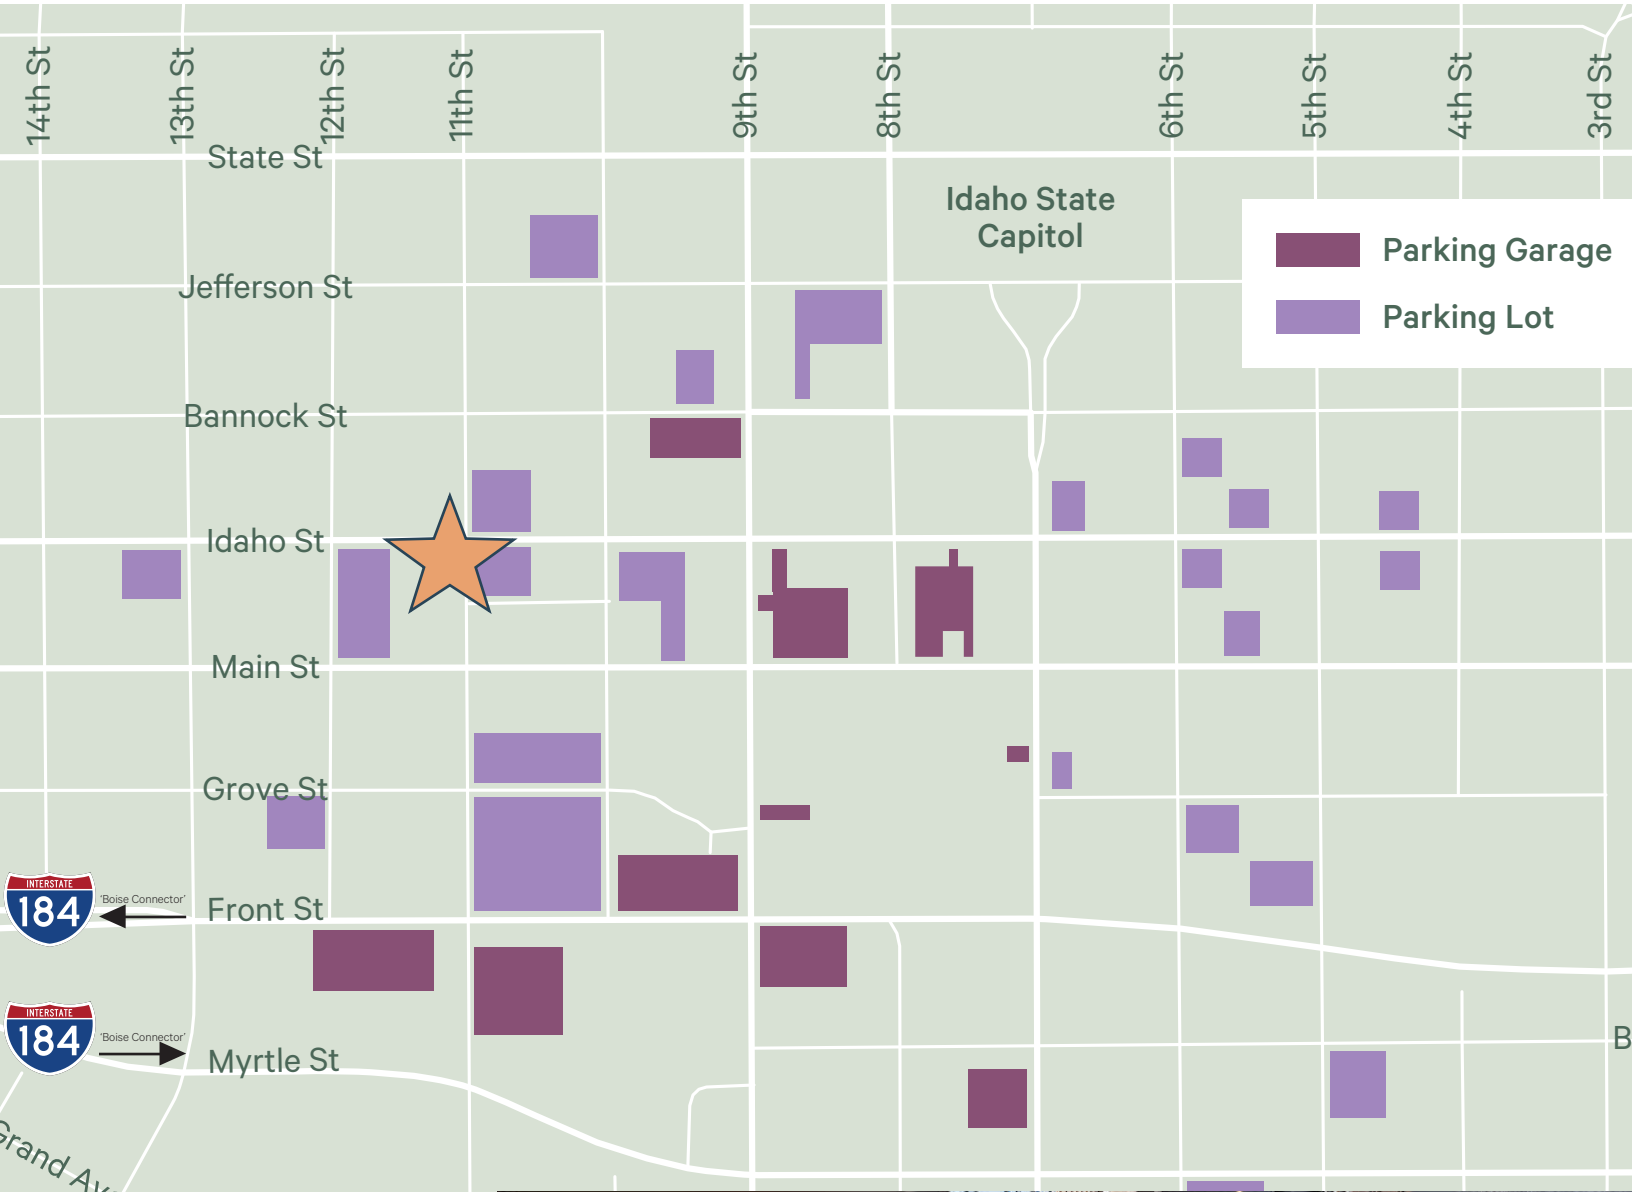 14th St
13th St
12th St
11th St
9th St
8th St
6th St
5th St
4th St
3rd St
State St
Idaho State
Capitol
Parking Garage
Parking Lot
Jefferson St
Bannock St
Idaho St
Main St
Grove St
INTERSTATE
184
'Boise Connector'
Front St
INTERSTATE
184
'Boise Connector'
Myrtle St
B
Grand Av